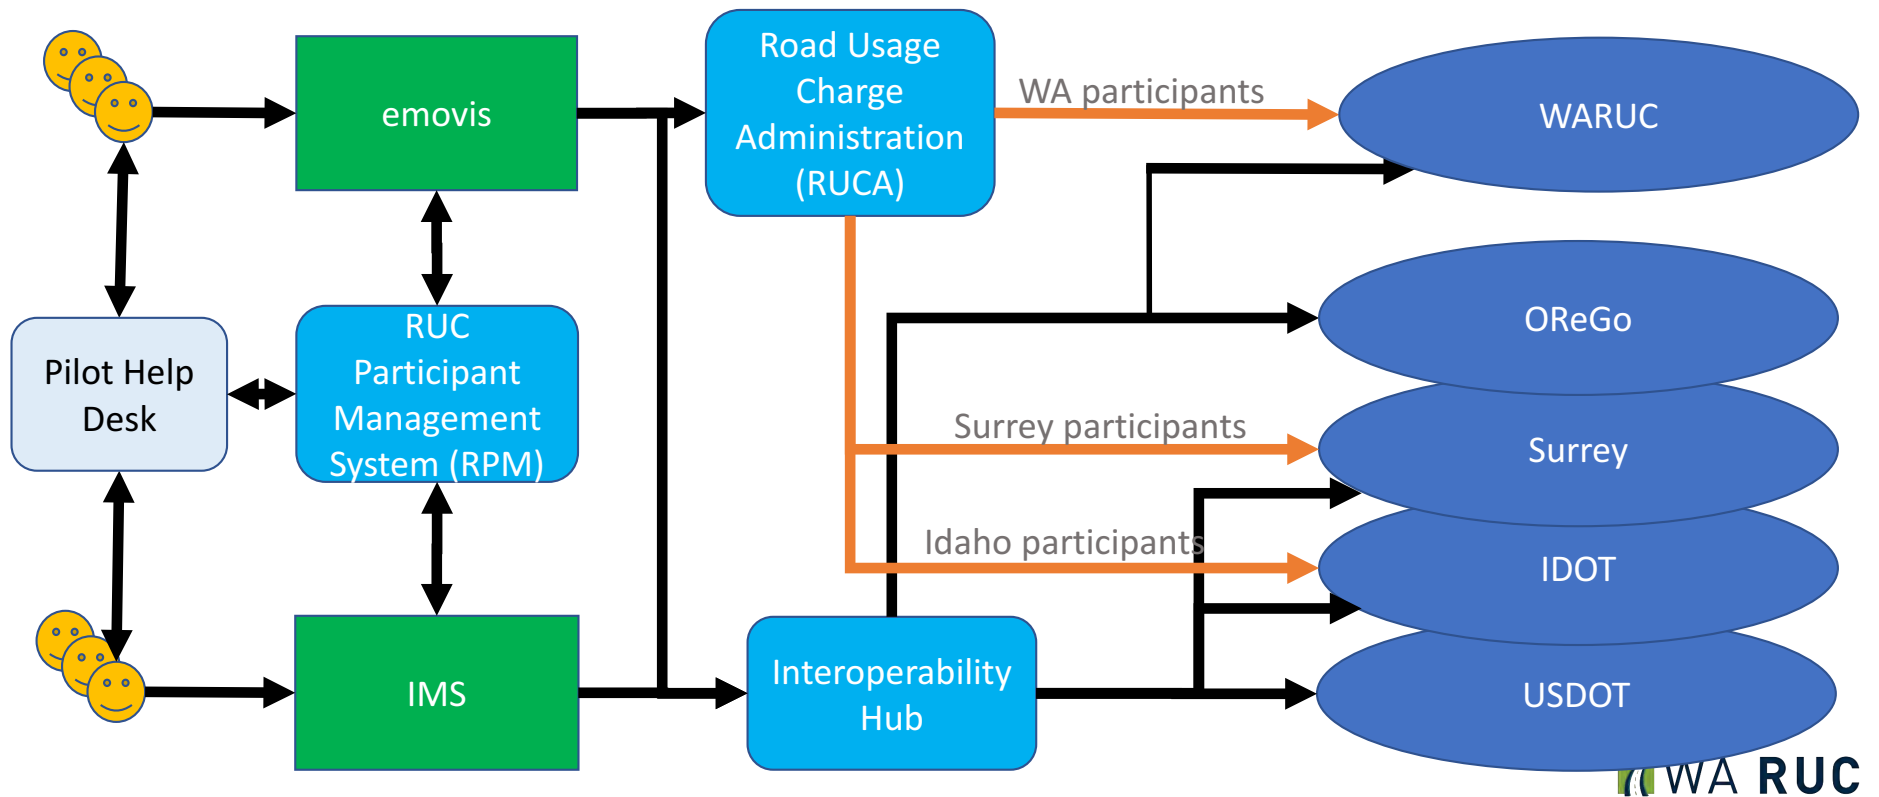 emovis
Road Usage
Charge
Administration
(RUCA)
WA participants
WARUC
OReGo
Pilot Help
Desk
RUC
Participant
Management
System (RPM)
Surrey participants
Surrey
Idaho participants
IDOT
IMS
Interoperability
Hub
USDOT
WA RUC